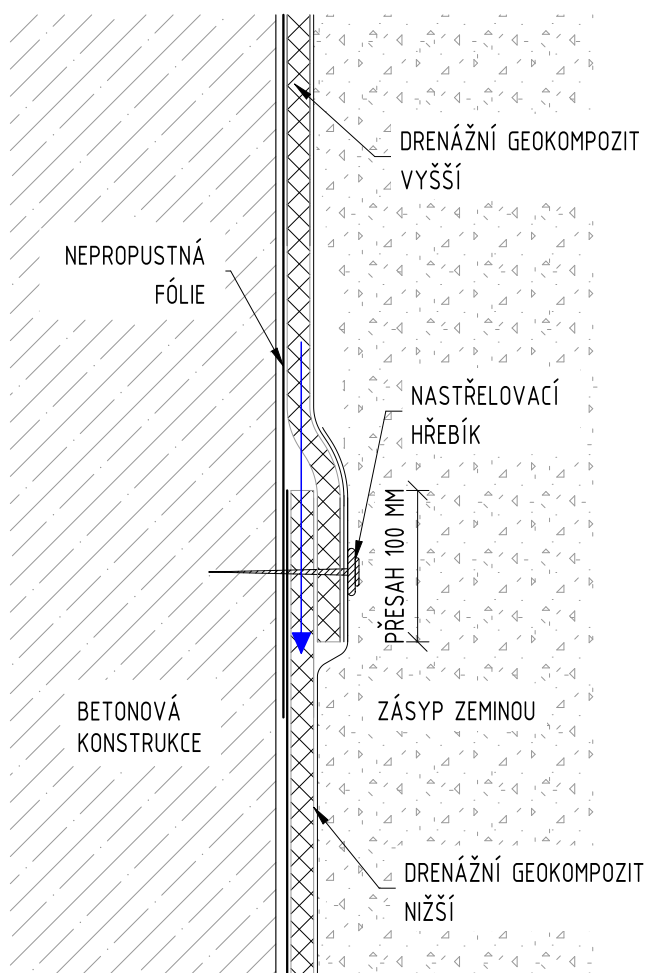 DRENÁŽNÍ GEOKOMPOZIT
VYŠŠÍ
NEPROPUSTNÁ
FÓLIE
NASTŘELOVACÍ
HŘEBÍK
PŘESAH 100 MM
BETONOVÁ
KONSTRUKCE
ZÁSYP ZEMINOU
DRENÁŽNÍ GEOKOMPOZIT
NIŽŠÍ